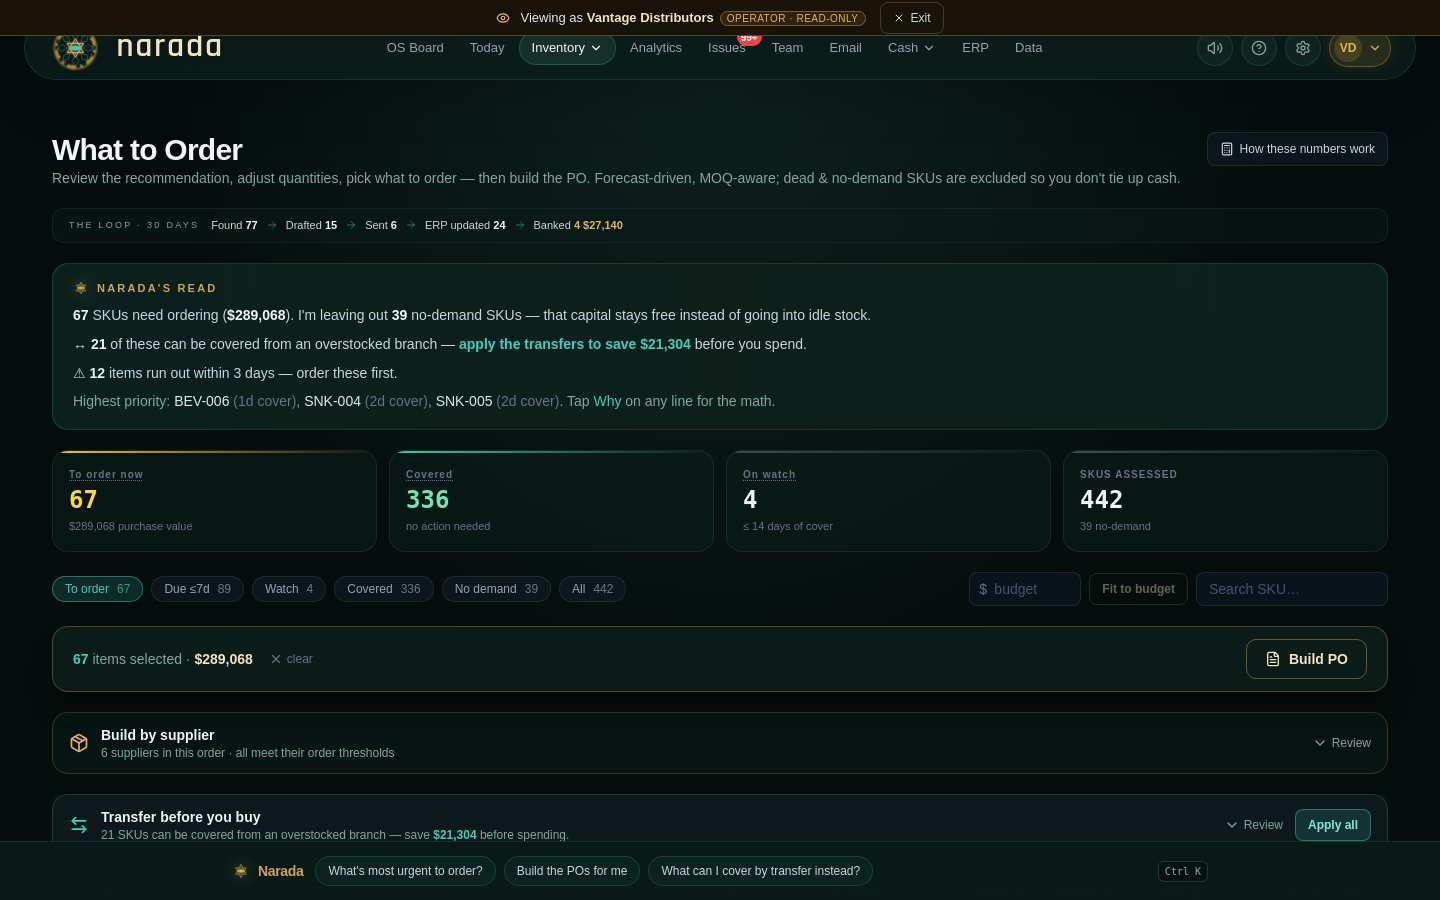 Viewing as Vantage Distributors OPERATOR · READ-ONLY Exit
narada OS Board Today Inventory Analytics Issues 99+ Team Email Cash ERP Data VD
What to Order
How these numbers work
Review the recommendation, adjust quantities, pick what to order — then build the PO. Forecast-driven, MOQ-aware; dead & no-demand SKUs are excluded so you don't tie up cash.
THE LOOP · 30 DAYS Found 77 → Drafted 15 → Sent 6 → ERP updated 24 → Banked 4 $27,140
NARADA'S READ
67 SKUs need ordering ($289,068). I'm leaving out 39 no-demand SKUs — that capital stays free instead of going into idle stock.
↔ 21 of these can be covered from an overstocked branch — apply the transfers to save $21,304 before you spend.
⚠ 12 items run out within 3 days — order these first.
Highest priority: BEV-006 (1d cover), SNK-004 (2d cover), SNK-005 (2d cover). Tap Why on any line for the math.
To order now Covered On watch SKUS ASSESSED
67 336 4 442
$289,068 purchase value no action needed ≤ 14 days of cover 39 no-demand
To order 67 Due ≤7d 89 Watch 4 Covered 336 No demand 39 All 442 $ budget Fit to budget Search SKU...
67 items selected · $289,068 clear Build PO
Build by supplier
6 suppliers in this order · all meet their order thresholds
Review
Transfer before you buy
21 SKUs can be covered from an overstocked branch — save $21,304 before spending.
Review Apply all
Narada What's most urgent to order? Build the POs for me What can I cover by transfer instead? Ctrl K